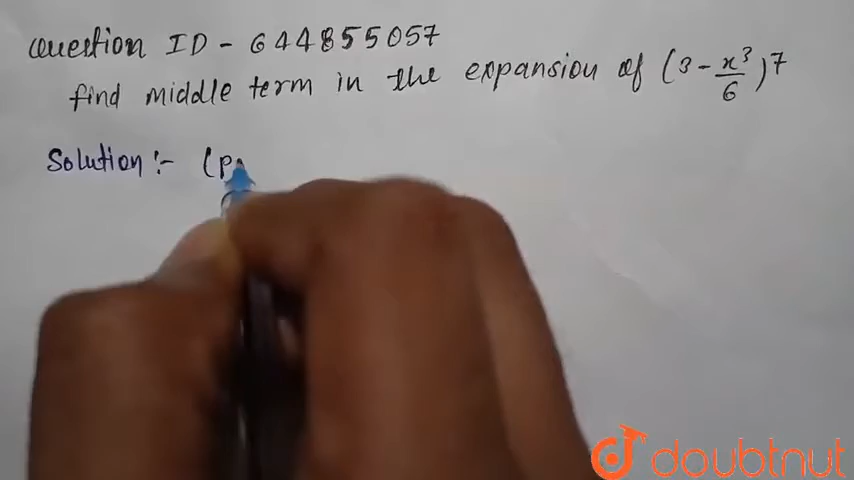 Question ID - 644855057
find middle term in the expansion of (3 - x³/6)7
Solution :- (p
doubtnut